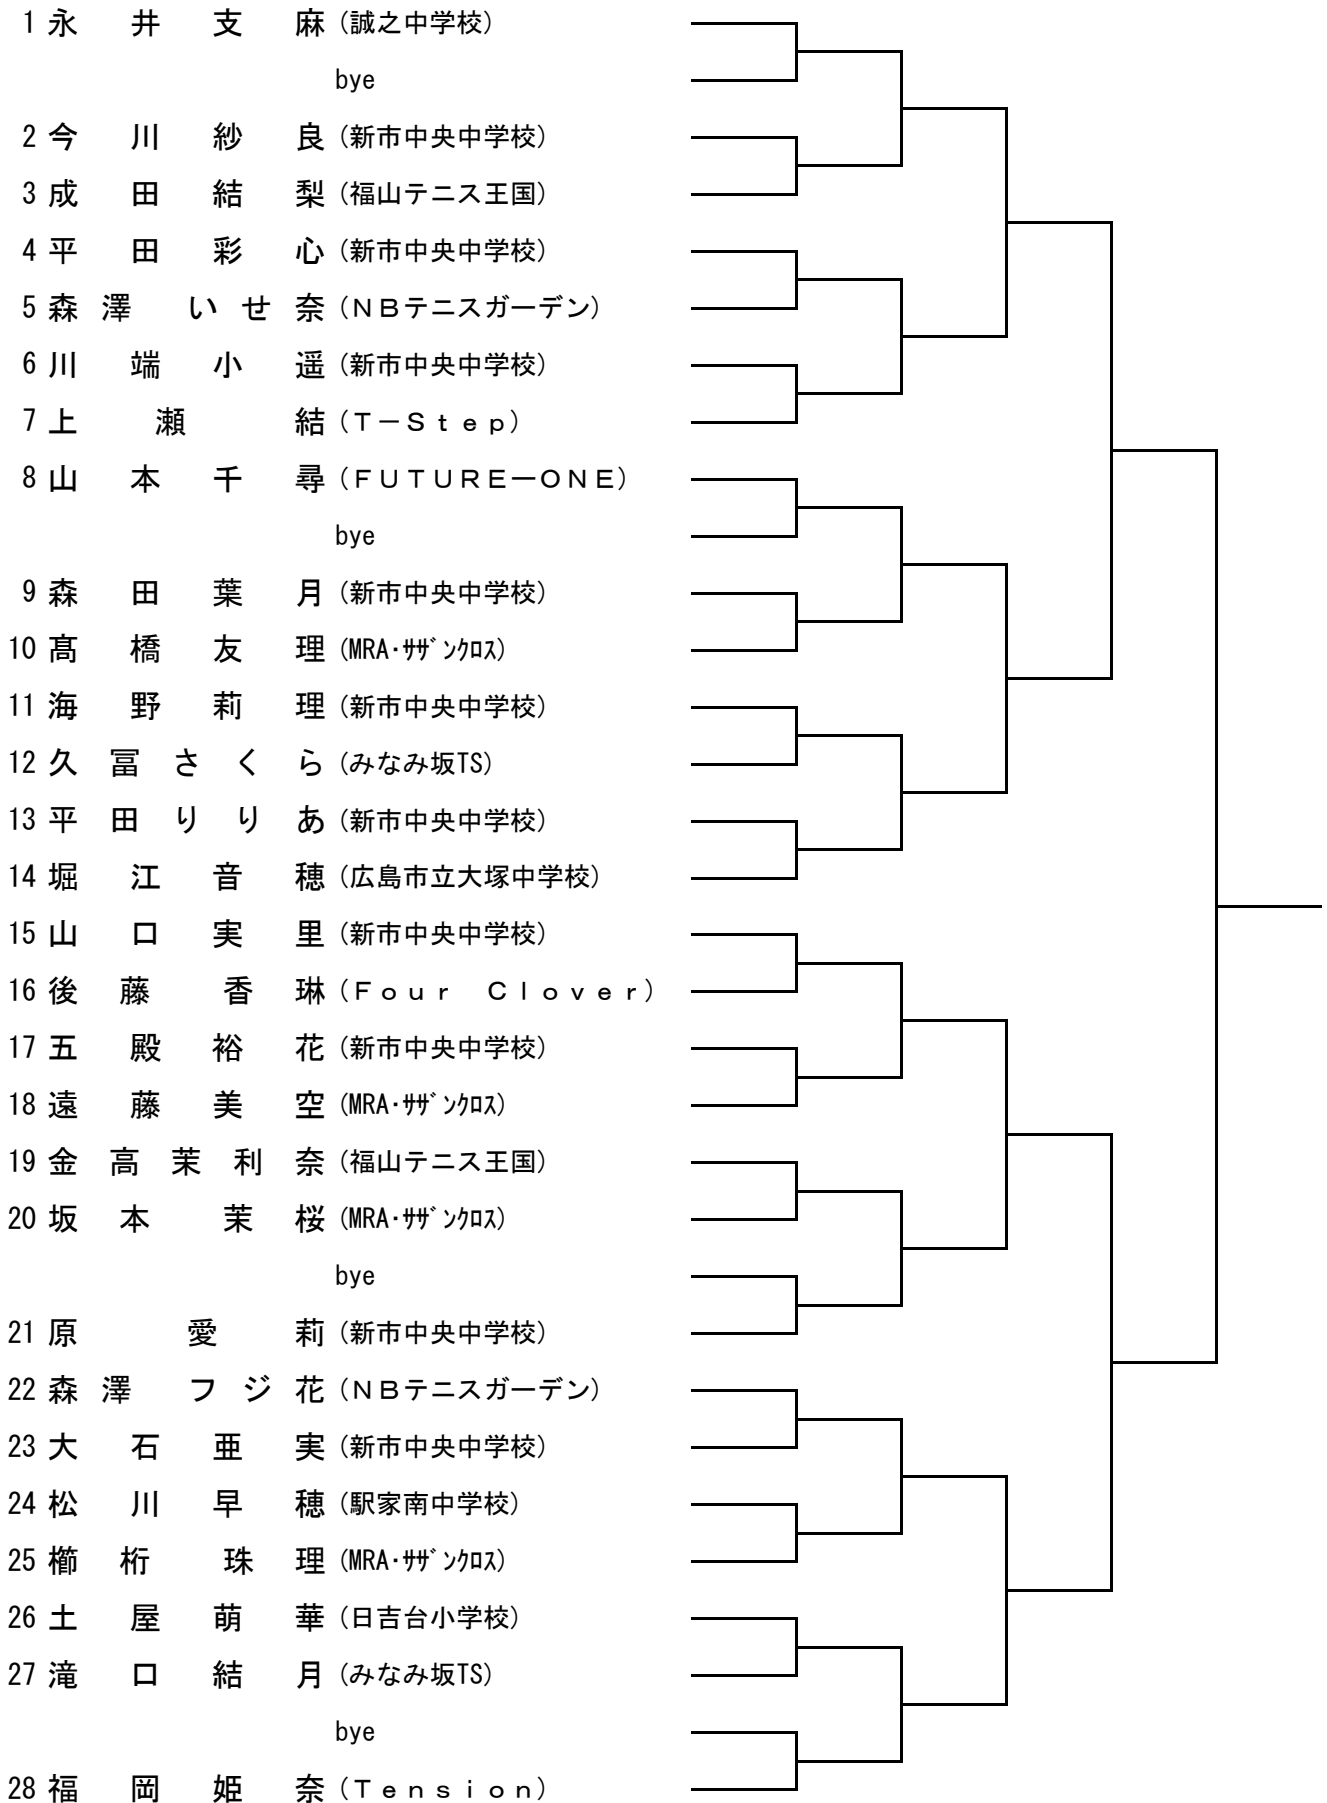 1 永井支麻 (誠之中学校)
bye
2 今川紗良 (新市中央中学校)
3 成田結梨 (福山テニス王国)
4 平田彩心 (新市中央中学校)
5 森澤 いせ奈 (ＮＢテニスガーデン)
6 川端小遥 (新市中央中学校)
7 上瀬結 (Ｔ－Ｓｔｅｐ)
8 山本千尋 (ＦＵＴＵＲＥ－ＯＮＥ)
bye
9 森田葉月 (新市中央中学校)
10 髙橋友理 (MRA･ｻｻﾞﾝｸﾛｽ)
11 海野莉理 (新市中央中学校)
12 久冨さくら (みなみ坂TS)
13 平田りりあ (新市中央中学校)
14 堀江音穂 (広島市立大塚中学校)
15 山口実里 (新市中央中学校)
16 後藤 香琳 (Ｆｏｕｒ Ｃｌｏｖｅｒ)
17 五殿裕花 (新市中央中学校)
18 遠藤美空 (MRA･ｻｻﾞﾝｸﾛｽ)
19 金高茉利奈 (福山テニス王国)
20 坂本 茉桜 (MRA･ｻｻﾞﾝｸﾛｽ)
bye
21 原 愛莉 (新市中央中学校)
22 森澤 フジ花 (ＮＢテニスガーデン)
23 大石亜実 (新市中央中学校)
24 松川早穂 (駅家南中学校)
25 櫛桁 珠理 (MRA･ｻｻﾞﾝｸﾛｽ)
26 土屋萌華 (日吉台小学校)
27 滝口結月 (みなみ坂TS)
bye
28 福岡姫奈 (Ｔｅｎｓｉｏｎ)